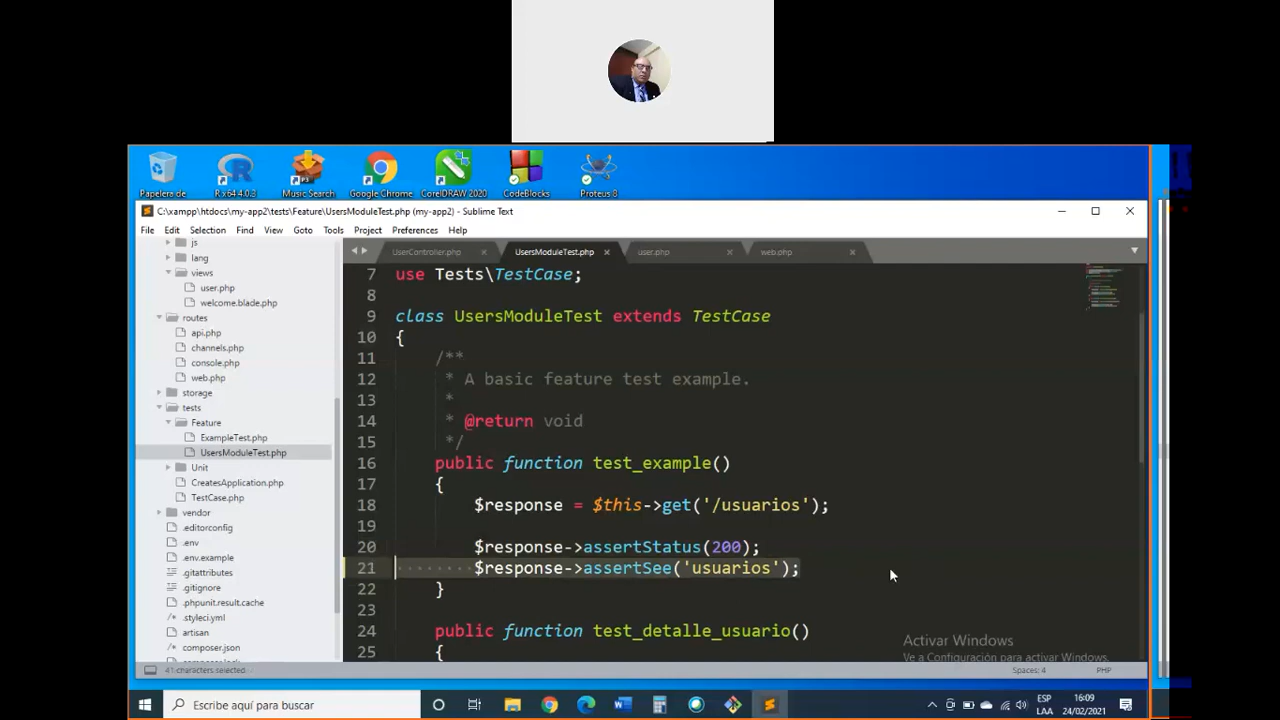 Papelera de
R x64 4.0.3
Music Search
Google Chrome
CorelDRAW 2020
CodeBlocks
Proteus 8
C:\xampp\htdocs\my-app2\tests\Feature\UsersModuleTest.php (my-app2) - Sublime Text
File Edit Selection Find View Goto Tools Project Preferences Help
js
lang
views
user.php
welcome.blade.php
routes
api.php
channels.php
console.php
web.php
storage
tests
Feature
ExampleTest.php
UsersModuleTest.php
Unit
CreatesApplication.php
TestCase.php
vendor
.editorconfig
.env
.env.example
.gitattributes
.gitignore
.phpunit.result.cache
.styleci.yml
artisan
composer.json
composer.lock
UserController.php UsersModuleTest.php user.php web.php
7 use Tests\TestCase;
8
9 class UsersModuleTest extends TestCase
10 {
11 /**
12 * A basic feature test example.
13 *
14 * @return void
15 */
16 public function test_example()
17 {
18 $response = $this->get('/usuarios');
19
20 $response->assertStatus(200);
21 $response->assertSee('usuarios');
22 }
23
24 public function test_detalle_usuario()
25 {
Activar Windows
Ve a Configuración para activar Windows.
41 characters selected
Spaces: 4 PHP
Escribe aquí para buscar
ESP
LAA
16:09
24/02/2021